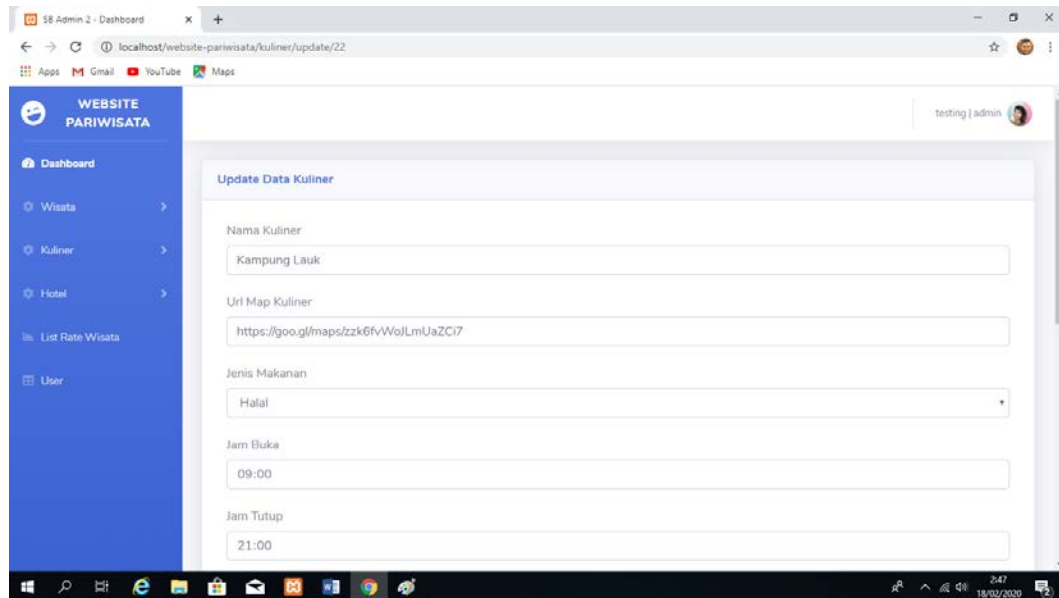 SB Admin 2 - Dashboard
localhost/website-pariwisata/kuliner/update/22
Apps Gmail YouTube Maps
WEBSITE
PARIWISATA
testing | admin
Dashboard
Wisata
Kuliner
Hotel
List Rate Wisata
User
Update Data Kuliner
Nama Kuliner
Kampung Lauk
Url Map Kuliner
https://goo.gl/maps/zzk6fvWoJLmUaZCi7
Jenis Makanan
Halal
Jam Buka
09:00
Jam Tutup
21:00
2:47
18/02/2020